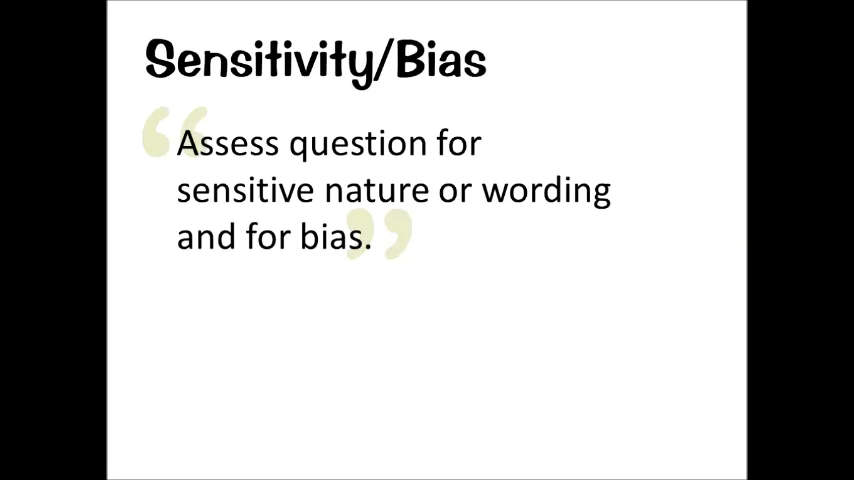 Sensitivity/Bias
Assess question for
sensitive nature or wording
and for bias.